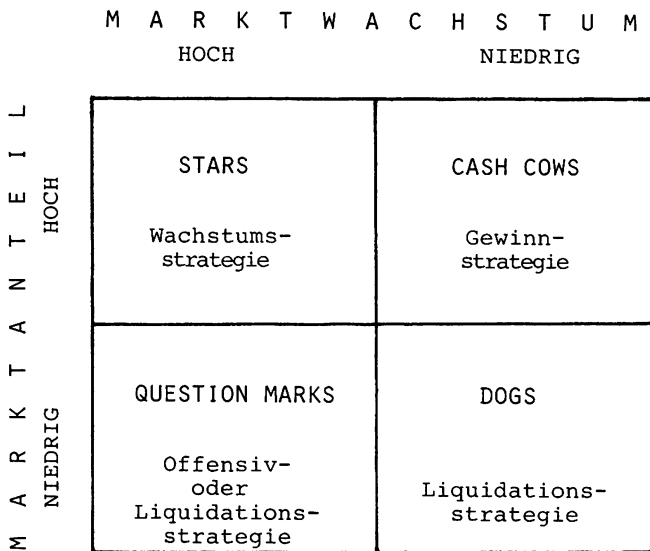 M A R K T W A C H S T U M
HOCH NIEDRIG
M A R K T A N T E I L
HOCH
STARS
Wachstums-
strategie
CASH COWS
Gewinn-
strategie
NIEDRIG
QUESTION MARKS
Offensiv-
oder
Liquidations-
strategie
DOGS
Liquidations-
strategie